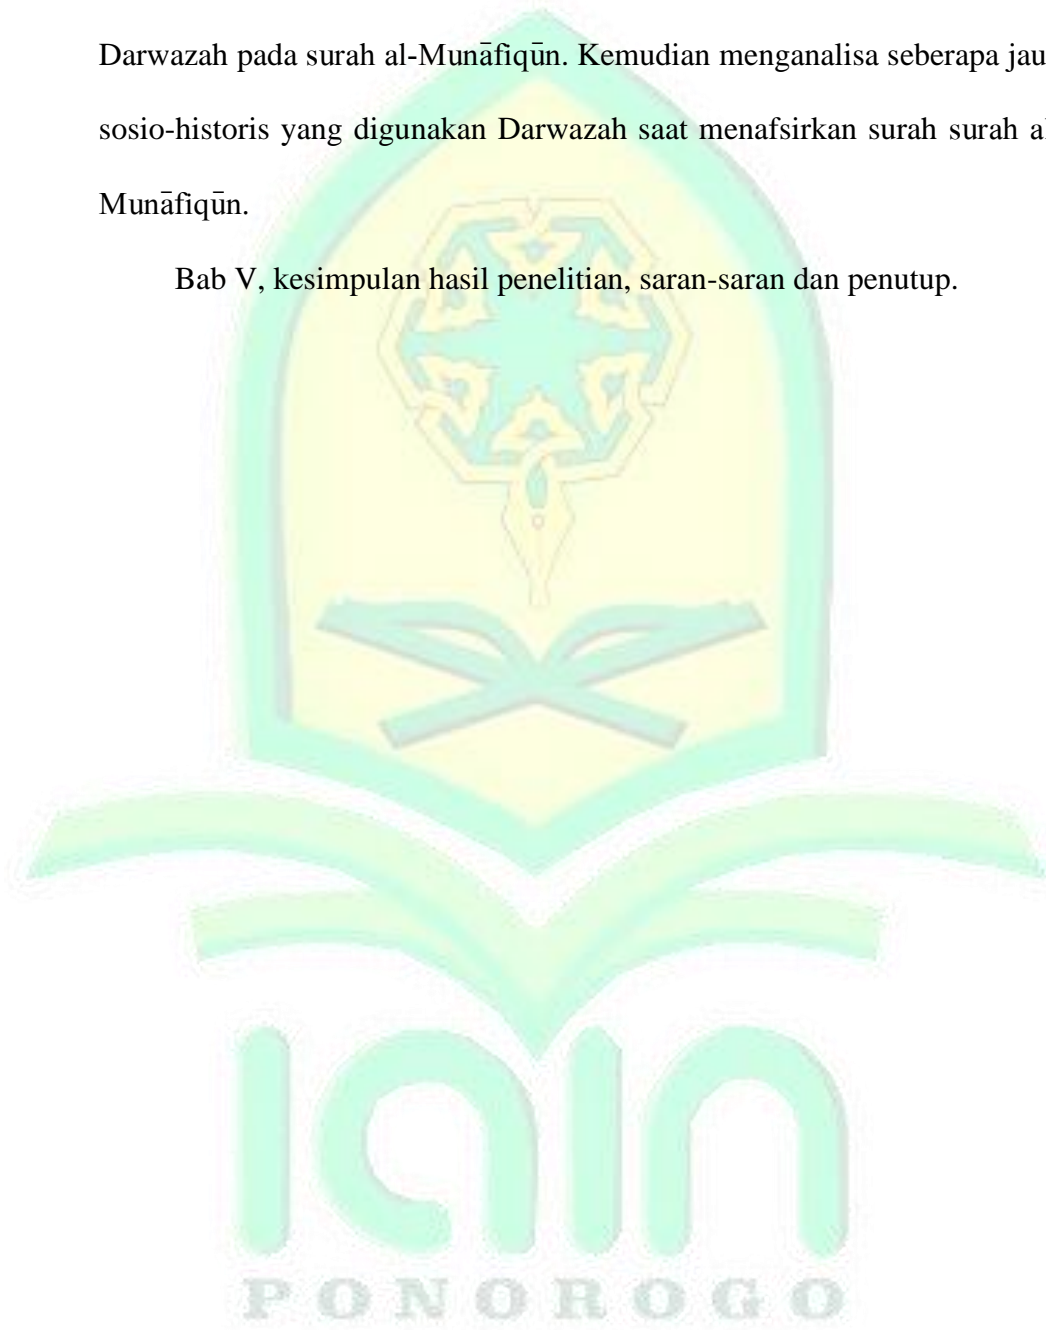 Darwazah pada surah al-Munāfiqūn. Kemudian menganalisa seberapa jau
sosio-historis yang digunakan Darwazah saat menafsirkan surah surah a
Munāfiqūn.
Bab V, kesimpulan hasil penelitian, saran-saran dan penutup.
iain
PONOROGO